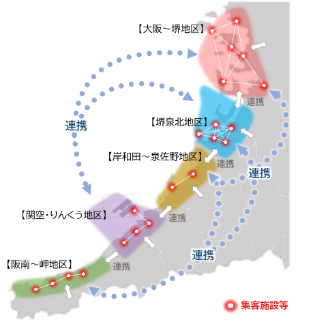 【大阪～堺地区】
連携
連携
【堺泉北地区】
【岸和田～泉佐野地区】
連携
連携
【関空・りんくう地区】
連携
連携
【阪南～岬地区】
連携
集客施設等